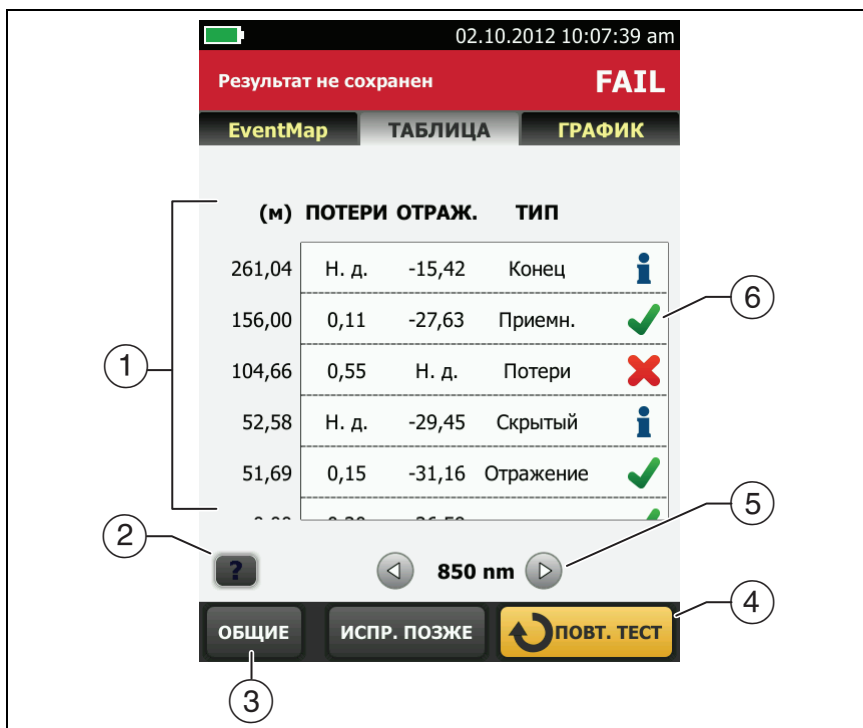 02.10.2012 10:07:39 am
Результат не сохранен FAIL
EventMap ТАБЛИЦА ГРАФИК
(м) ПОТЕРИ ОТРАЖ. ТИП
261,04 Н. д. -15,42 Конец
6
156,00 0,11 -27,63 Приемн.
1
104,66 0,55 Н. д. Потери
52,58 Н. д. -29,45 Скрытый
51,69 0,15 -31,16 Отражение
5
2
? 850 nm
4
ОБЩИЕ ИСПР. ПОЗЖЕ ПОВТ. ТЕСТ
3